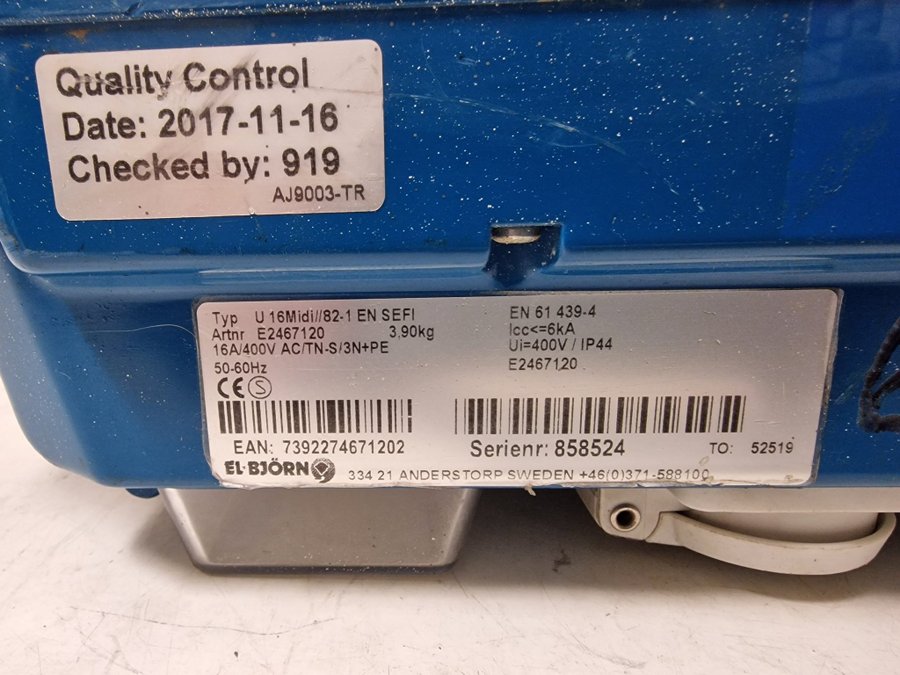 Quality Control
Date: 2017-11-16
Checked by: 919
AJ9003-TR
Typ U 16Midi//82-1 EN SEFI
Artnr E2467120 3,90kg
16A/400V AC/TN-S/3N+PE
50-60Hz
CE S
EN 61 439-4
Icc<=6kA
Ui=400V / IP44
E2467120
EAN: 7392274671202
Serienr: 858524
TO: 52519
EL-BJÖRN 334 21 ANDERSTORP SWEDEN +46(0)371-588100